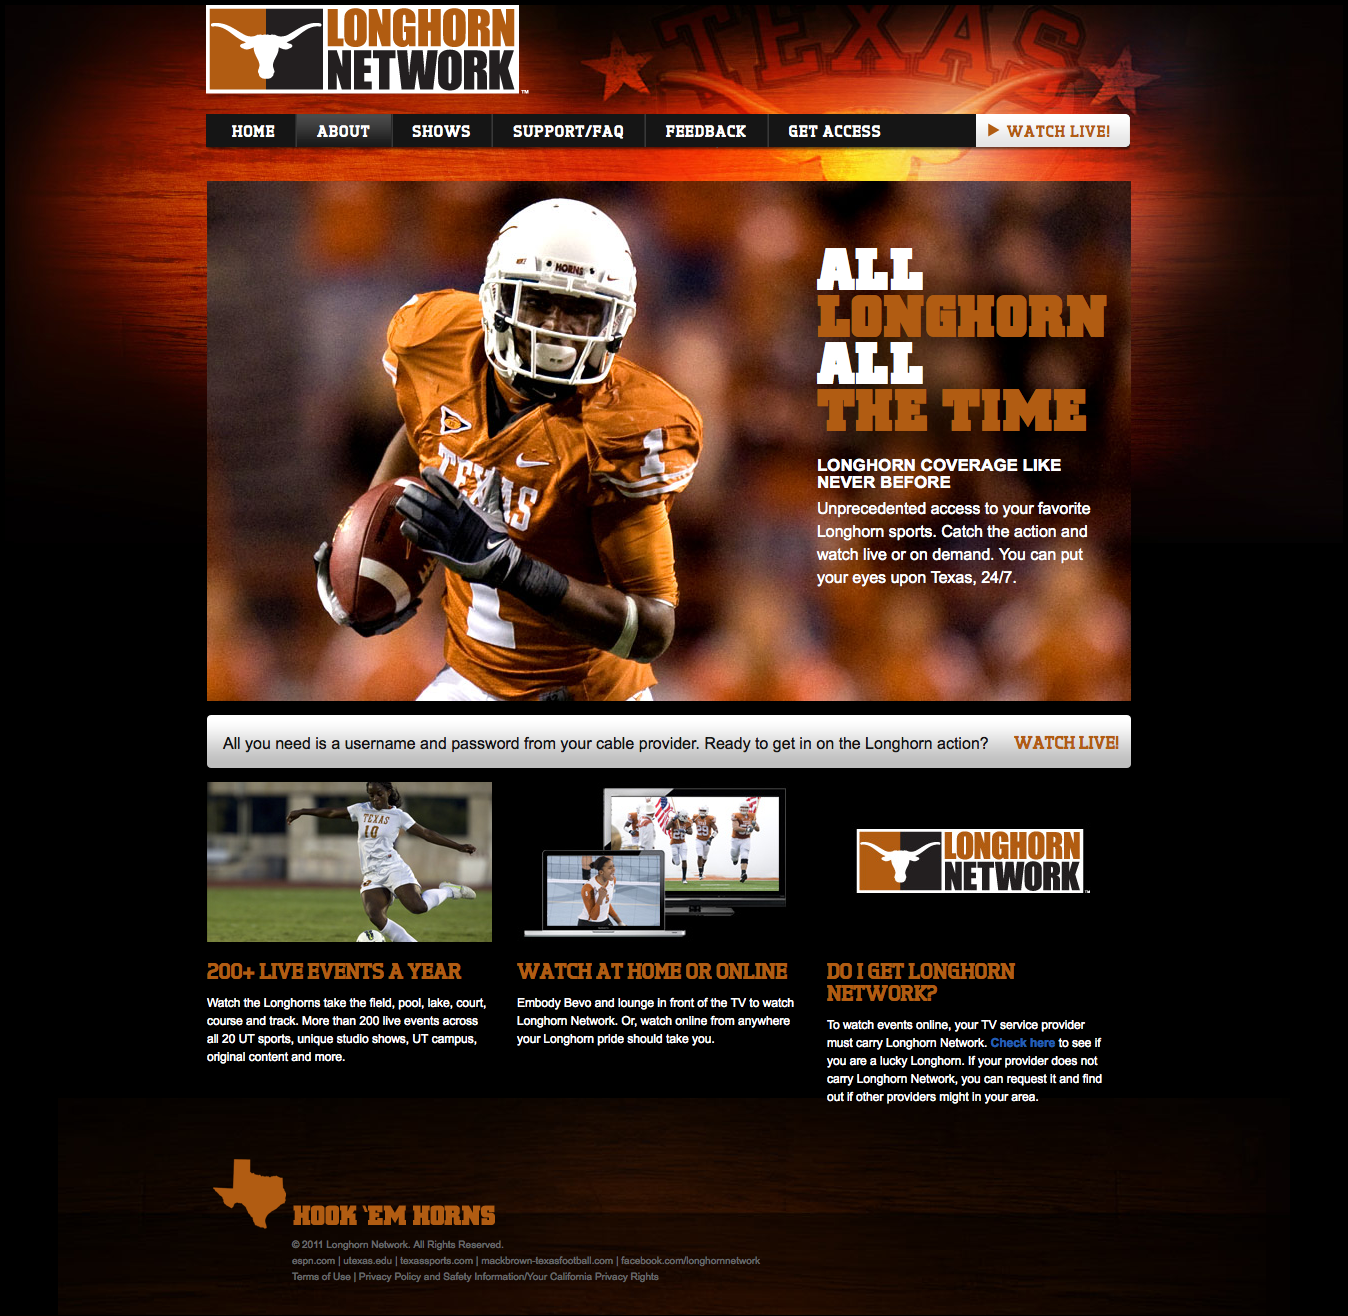 LONGHORN
NETWORK™
TEXAS
HOME ABOUT SHOWS SUPPORT/FAQ FEEDBACK GET ACCESS WATCH LIVE!
HORNS
TEXAS
1
1
ALL
LONGHORN
ALL
THE TIME
LONGHORN COVERAGE LIKE
NEVER BEFORE
Unprecedented access to your favorite
Longhorn sports. Catch the action and
watch live or on demand. You can put
your eyes upon Texas, 24/7.
All you need is a username and password from your cable provider. Ready to get in on the Longhorn action? WATCH LIVE!
TEXAS
10
LONGHORN
NETWORK™
200+ LIVE EVENTS A YEAR
Watch the Longhorns take the field, pool, lake, court,
course and track. More than 200 live events across
all 20 UT sports, unique studio shows, UT campus,
original content and more.
WATCH AT HOME OR ONLINE
Embody Bevo and lounge in front of the TV to watch
Longhorn Network. Or, watch online from anywhere
your Longhorn pride should take you.
DO I GET LONGHORN
NETWORK?
To watch events online, your TV service provider
must carry Longhorn Network. Check here to see if
you are a lucky Longhorn. If your provider does not
carry Longhorn Network, you can request it and find
out if other providers might in your area.
HOOK 'EM HORNS
© 2011 Longhorn Network. All Rights Reserved.
espn.com | utexas.edu | texassports.com | mackbrown-texasfootball.com | facebook.com/longhornnetwork
Terms of Use | Privacy Policy and Safety Information/Your California Privacy Rights